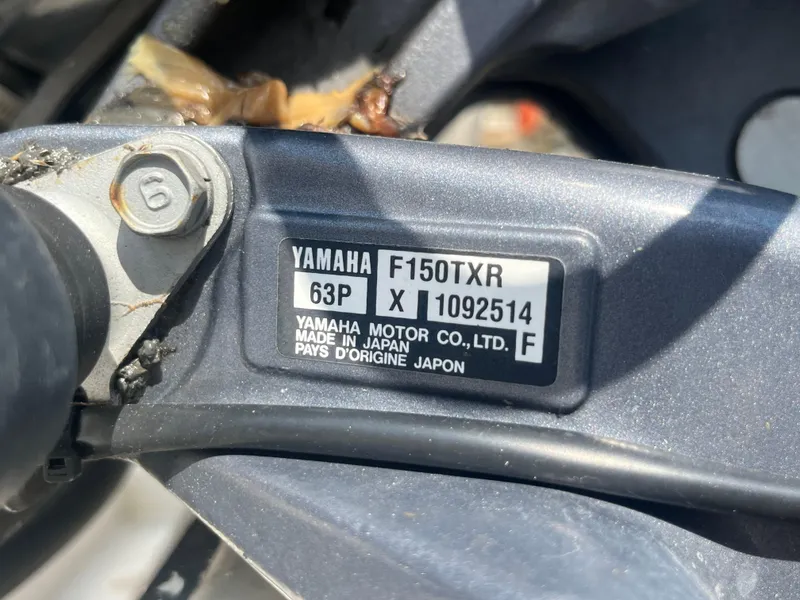 6
YAMAHA F150TXR
63P X 1092514
YAMAHA MOTOR CO.,LTD. F
MADE IN JAPAN
PAYS D'ORIGINE JAPON